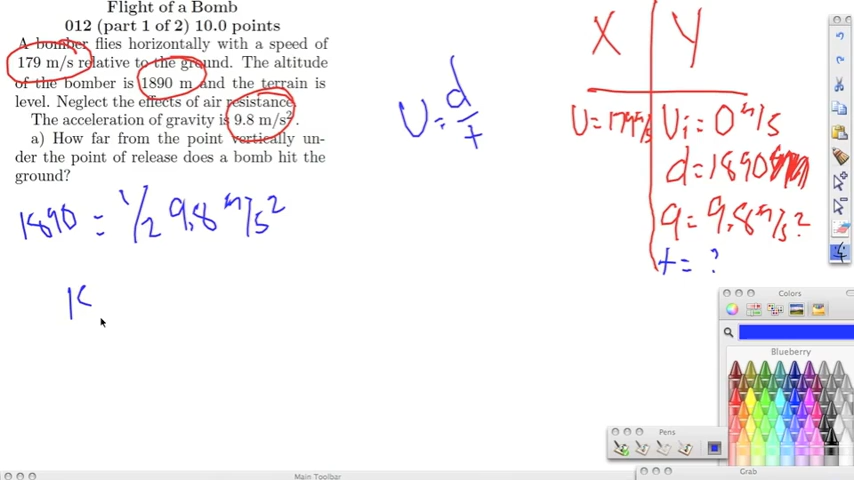 Flight of a Bomb
012 (part 1 of 2) 10.0 points
A bomber flies horizontally with a speed of
179 m/s relative to the ground. The altitude
of the bomber is 1890 m and the terrain is
level. Neglect the effects of air resistance.
The acceleration of gravity is 9.8 m/s².
a) How far from the point vertically un-
der the point of release does a bomb hit the
ground?
1890 = 1/2 9.8 m/s²
v = d/t
X
Y
v = 179 m/s
vi = 0 m/s
d = 1890
a = 9.8 m/s²
t = ?
Colors
Blueberry
Pens
Grab
Main Toolbar